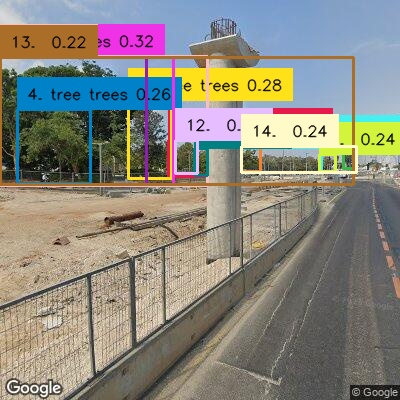 13. 0.22
es 0.32
4. tree trees 0.26
e trees 0.28
12. 0.
14. 0.24
0.24
Google
© 2023 Google